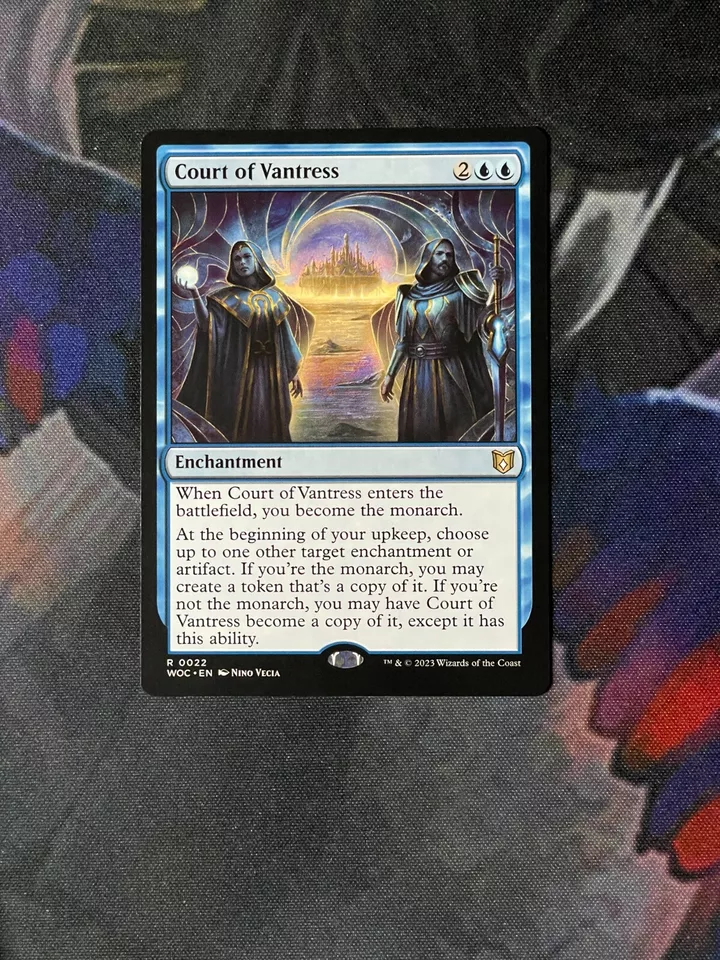 Court of Vantress 2
Enchantment
When Court of Vantress enters the
battlefield, you become the monarch.
At the beginning of your upkeep, choose
up to one other target enchantment or
artifact. If you're the monarch, you may
create a token that's a copy of it. If you're
not the monarch, you may have Court of
Vantress become a copy of it, except it has
this ability.
R 0022
WOC • EN NINO VECIA
™ & © 2023 Wizards of the Coast